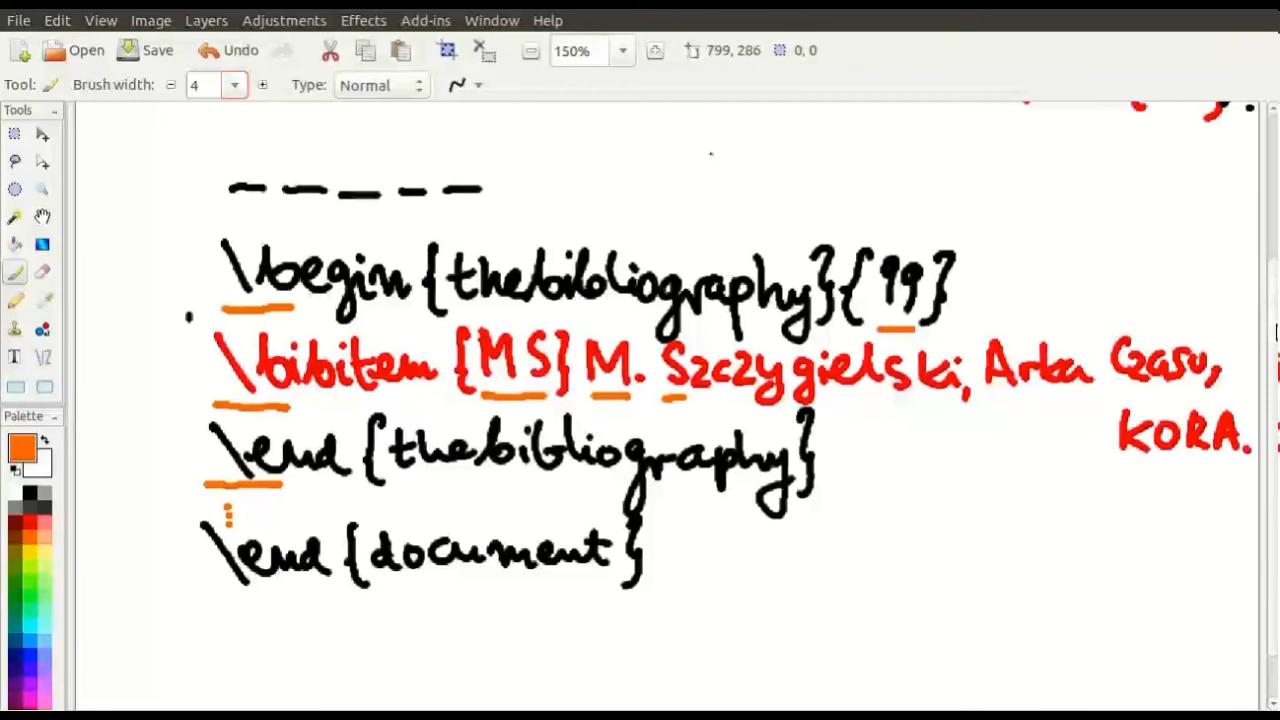 File Edit View Image Layers Adjustments Effects Add-ins Window Help
Open Save Undo 150% 799, 286 0, 0
Tool: Brush width: 4 Type: Normal
Tools
Palette
\begin{thebibliography}{99}
\bibitem {MS} M. Szczygielski, Arka Czasu,
KORA.
\end {thebibliography}
\end {document}